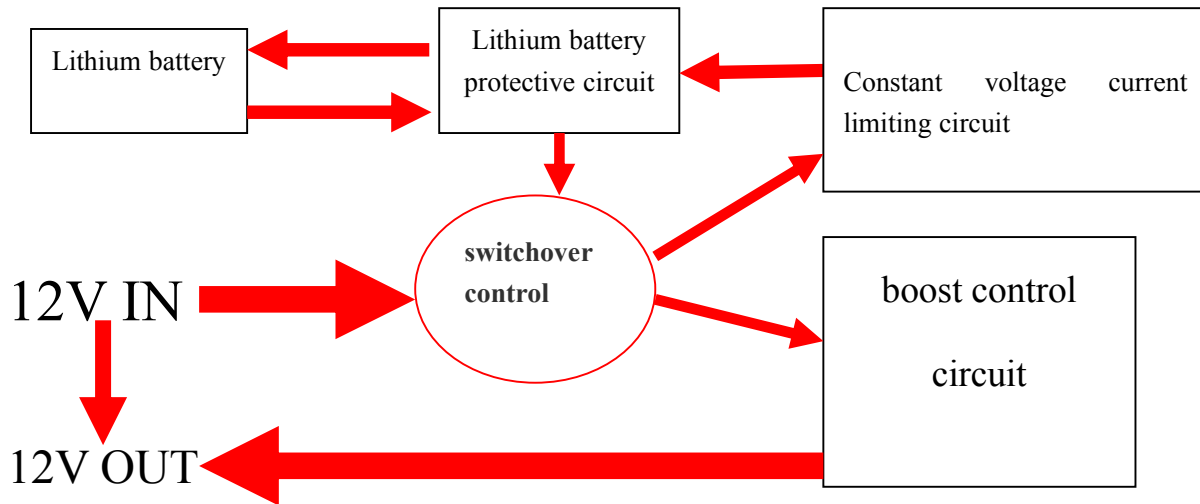 Lithium battery
Lithium battery
protective circuit
Constant voltage current
limiting circuit
switchover
control
12V IN
boost control
circuit
12V OUT